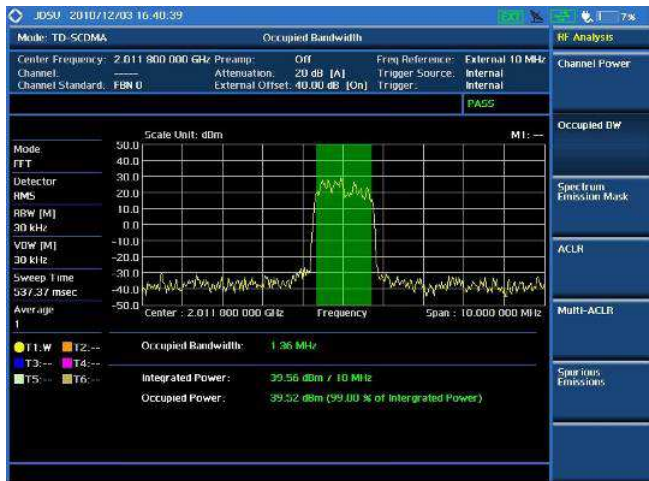 JDSU 2010/12/03 16:40:39 EXT 7%
Mode: TD-SCDMA Occupied Bandwidth RF Analysis
Center Frequency: 2.011 800 000 GHz Preamp: Off Freq Reference: External 10 MHz
Channel: ----- Attenuation: 20 dB [A] Trigger Source: Internal
Channel Standard: FBN 0 External Offset: 40.00 dB [On] Trigger: Internal
Channel Power
PASS
Occupied BW
Scale Unit: dBm M1: --
Mode
FFT
Detector
RMS
RBW [M]
30 kHz
VBW [M]
30 kHz
Sweep Time
537.37 msec
Average
1
50.0
40.0
30.0
20.0
10.0
0.0
-10.0
-20.0
-30.0
-40.0
-50.0
Center : 2.011 800 000 GHz Frequency Span : 10.000 000 MHz
Spectrum
Emission Mask
ACLR
Multi-ACLR
Spurious
Emissions
T1:W T2:--
T3:-- T4:--
T5:-- T6:--
Occupied Bandwidth: 1.36 MHz
Integrated Power: 39.56 dBm / 10 MHz
Occupied Power: 39.52 dBm (99.00 % of Intergrated Power)